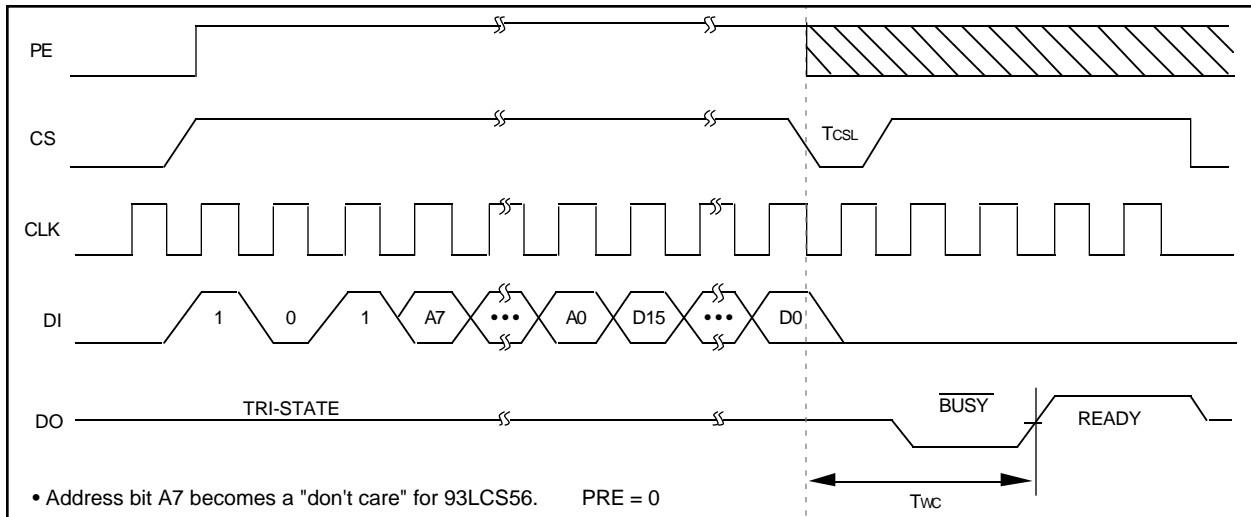 PE
CS
TCSL
CLK
DI
1 0 1 A7 ••• A0 D15 ••• D0
DO
TRI-STATE
BUSY
READY
• Address bit A7 becomes a "don't care" for 93LCS56. PRE = 0
TWC